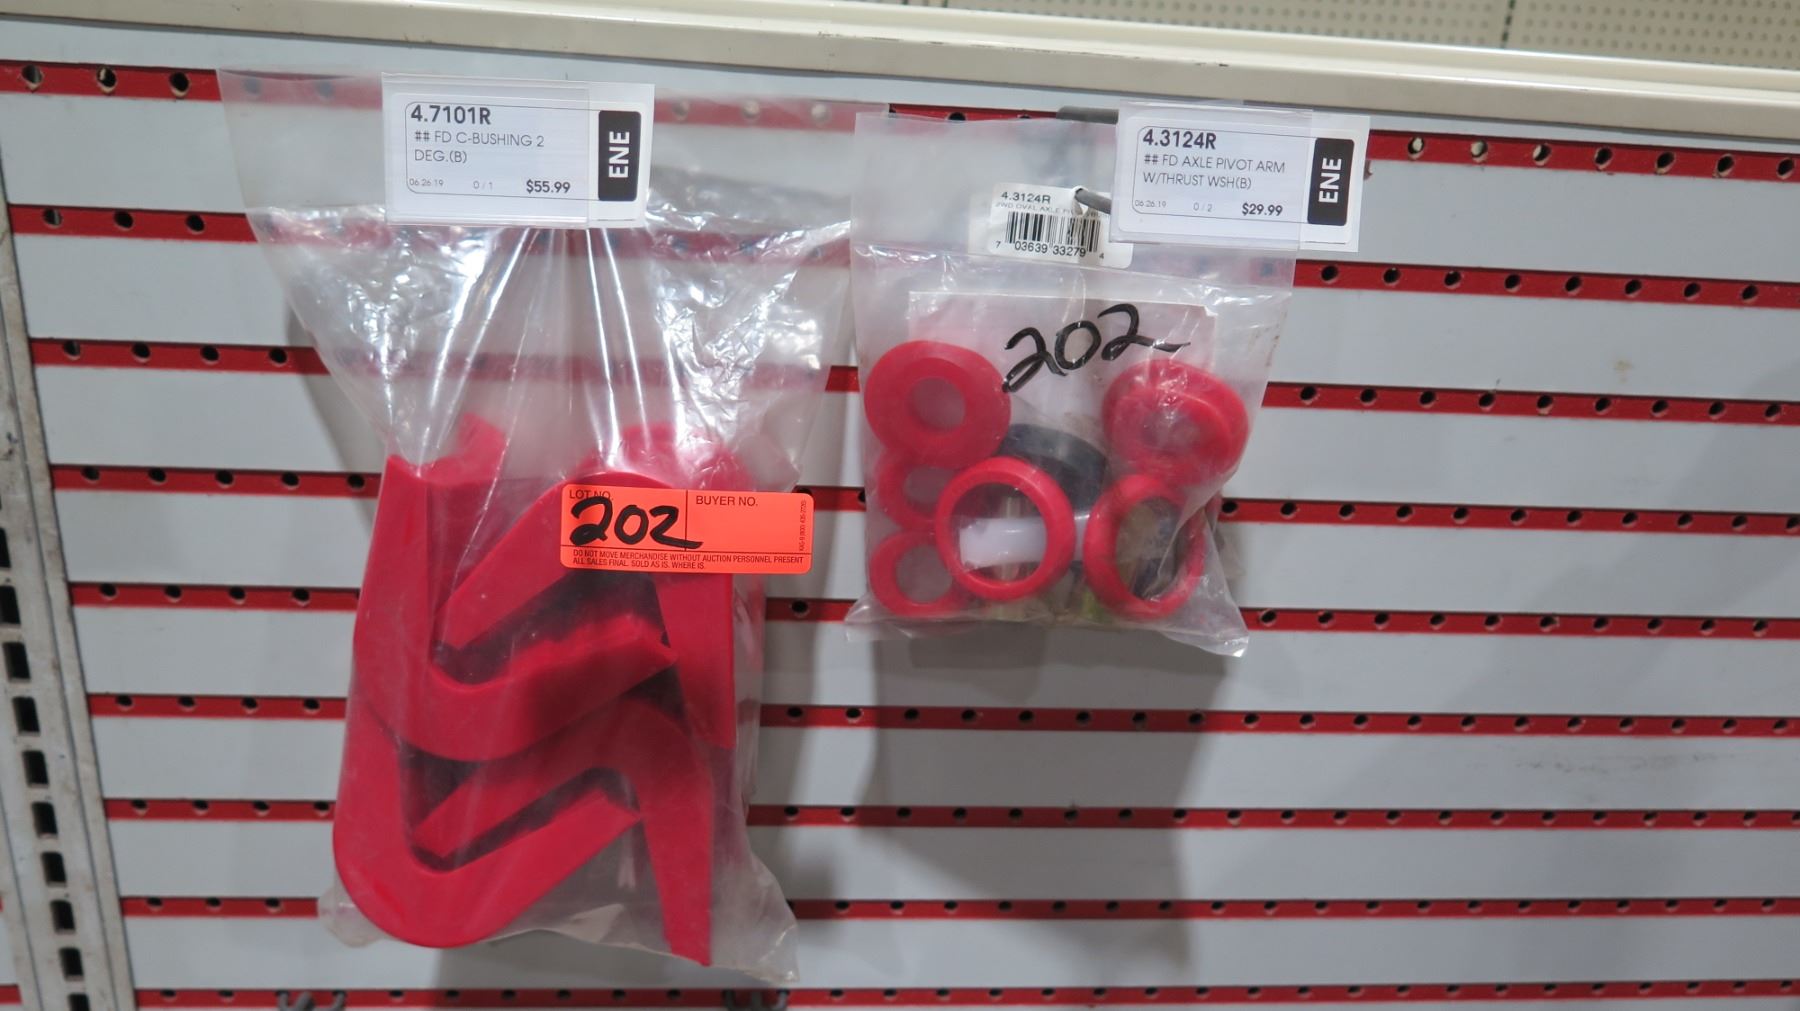 4.7101R
## FD C-BUSHING 2
DEG.(B)
06.26.19 0/1 $55.99
ENE
4.3124R
## FD AXLE PIVOT ARM
W/THRUST WSH(B)
06.26.19 0/2 $29.99
ENE
4.3124R
2WD OVAL AXLE
7 03639 33279 4
202
LOT NO. BUYER NO.
202
DO NOT MOVE MERCHANDISE WITHOUT AUCTION PERSONNEL PRESENT
ALL SALES FINAL. SOLD AS IS. WHERE IS.